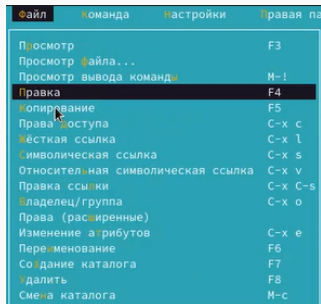 Файл Команда Настройки Правая па
Просмотр F3
Просмотр файла...
Просмотр вывода команды M-!
Правка F4
Копирование F5
Права доступа C-x c
Жёсткая ссылка C-x l
Символическая ссылка C-x s
Относительная символическая ссылка C-x v
Правка ссылки C-x C-s
Владелец/группа C-x o
Права (расширенные)
Изменение атрибутов C-x e
Переименование F6
Создание каталога F7
Удалить F8
Смена каталога M-c